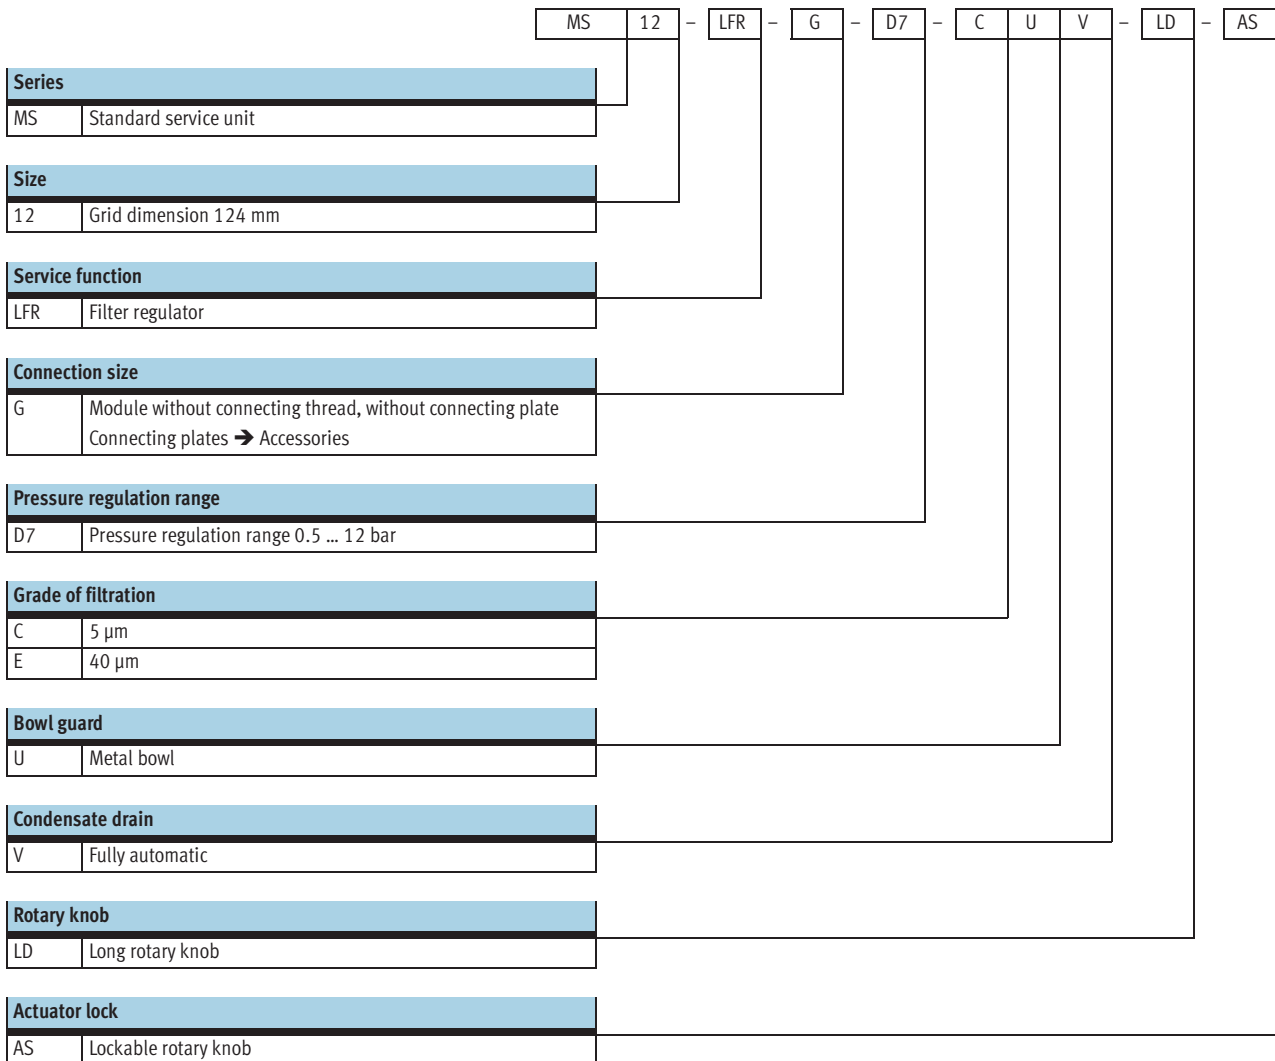 MS 12 – LFR – G – D7 – C U V – LD – AS
Series
MS Standard service unit
Size
12 Grid dimension 124 mm
Service function
LFR Filter regulator
Connection size
G Module without connecting thread, without connecting plate
Connecting plates ➔ Accessories
Pressure regulation range
D7 Pressure regulation range 0.5 … 12 bar
Grade of filtration
C 5 µm
E 40 µm
Bowl guard
U Metal bowl
Condensate drain
V Fully automatic
Rotary knob
LD Long rotary knob
Actuator lock
AS Lockable rotary knob